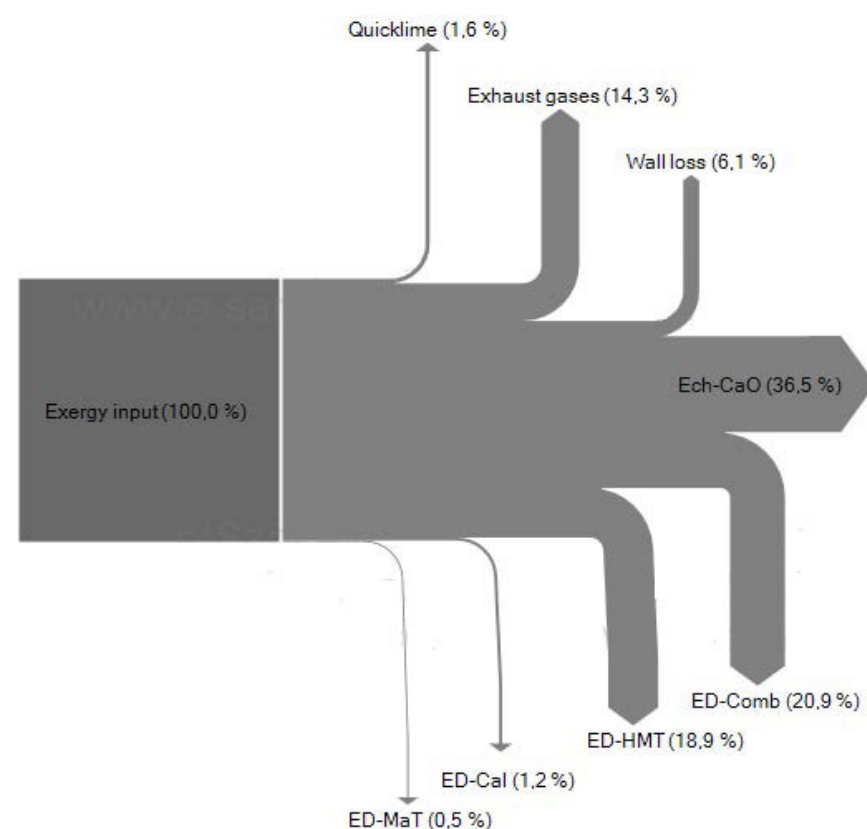 Quicklime (1,6 %)
Exhaust gases (14,3 %)
Wall loss (6,1 %)
Ech-CaO (36,5 %)
Exergy input (100,0 %)
ED-Comb (20,9 %)
ED-HMT (18,9 %)
ED-Cal (1,2 %)
ED-MaT (0,5 %)